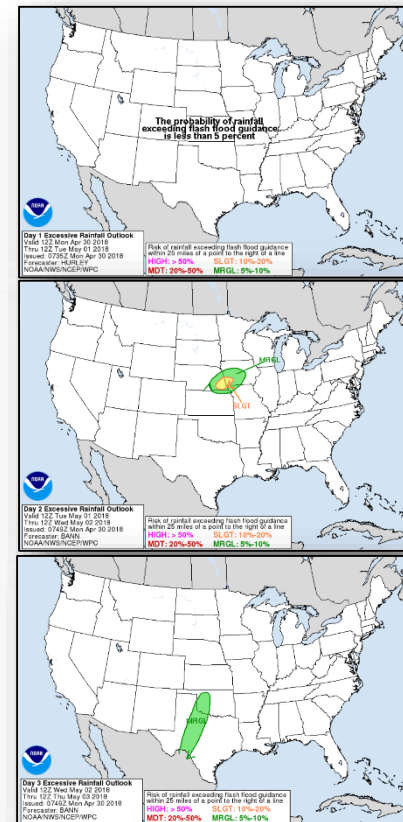 The probability of rainfall
exceeding flash flood guidance
is less than 5 percent
NOAA
Day 1 Excessive Rainfall Outlook
Valid 12Z Mon Apr 30 2018
Thru 12Z Tue May 01 2018
Issued: 0735Z Mon Apr 30 2018
Forecaster: HURLEY
NOAA/NWS/NCEP/WPC
Risk of rainfall exceeding flash flood guidance
within 25 miles of a point to the right of a line
HIGH: > 50% SLGT: 10%-20%
MDT: 20%-50% MRGL: 5%-10%
MRGL
SLGT
NOAA
Day 2 Excessive Rainfall Outlook
Valid 12Z Tue May 01 2018
Thru 12Z Wed May 02 2018
Issued: 0749Z Mon Apr 30 2018
Forecaster: BANN
NOAA/NWS/NCEP/WPC
Risk of rainfall exceeding flash flood guidance
within 25 miles of a point to the right of a line
HIGH: > 50% SLGT: 10%-20%
MDT: 20%-50% MRGL: 5%-10%
MRGL
NOAA
Day 3 Excessive Rainfall Outlook
Valid 12Z Wed May 02 2018
Thru 12Z Thu May 03 2018
Issued: 0749Z Mon Apr 30 2018
Forecaster: BANN
NOAA/NWS/NCEP/WPC
Risk of rainfall exceeding flash flood guidance
within 25 miles of a point to the right of a line
HIGH: > 50% SLGT: 10%-20%
MDT: 20%-50% MRGL: 5%-10%